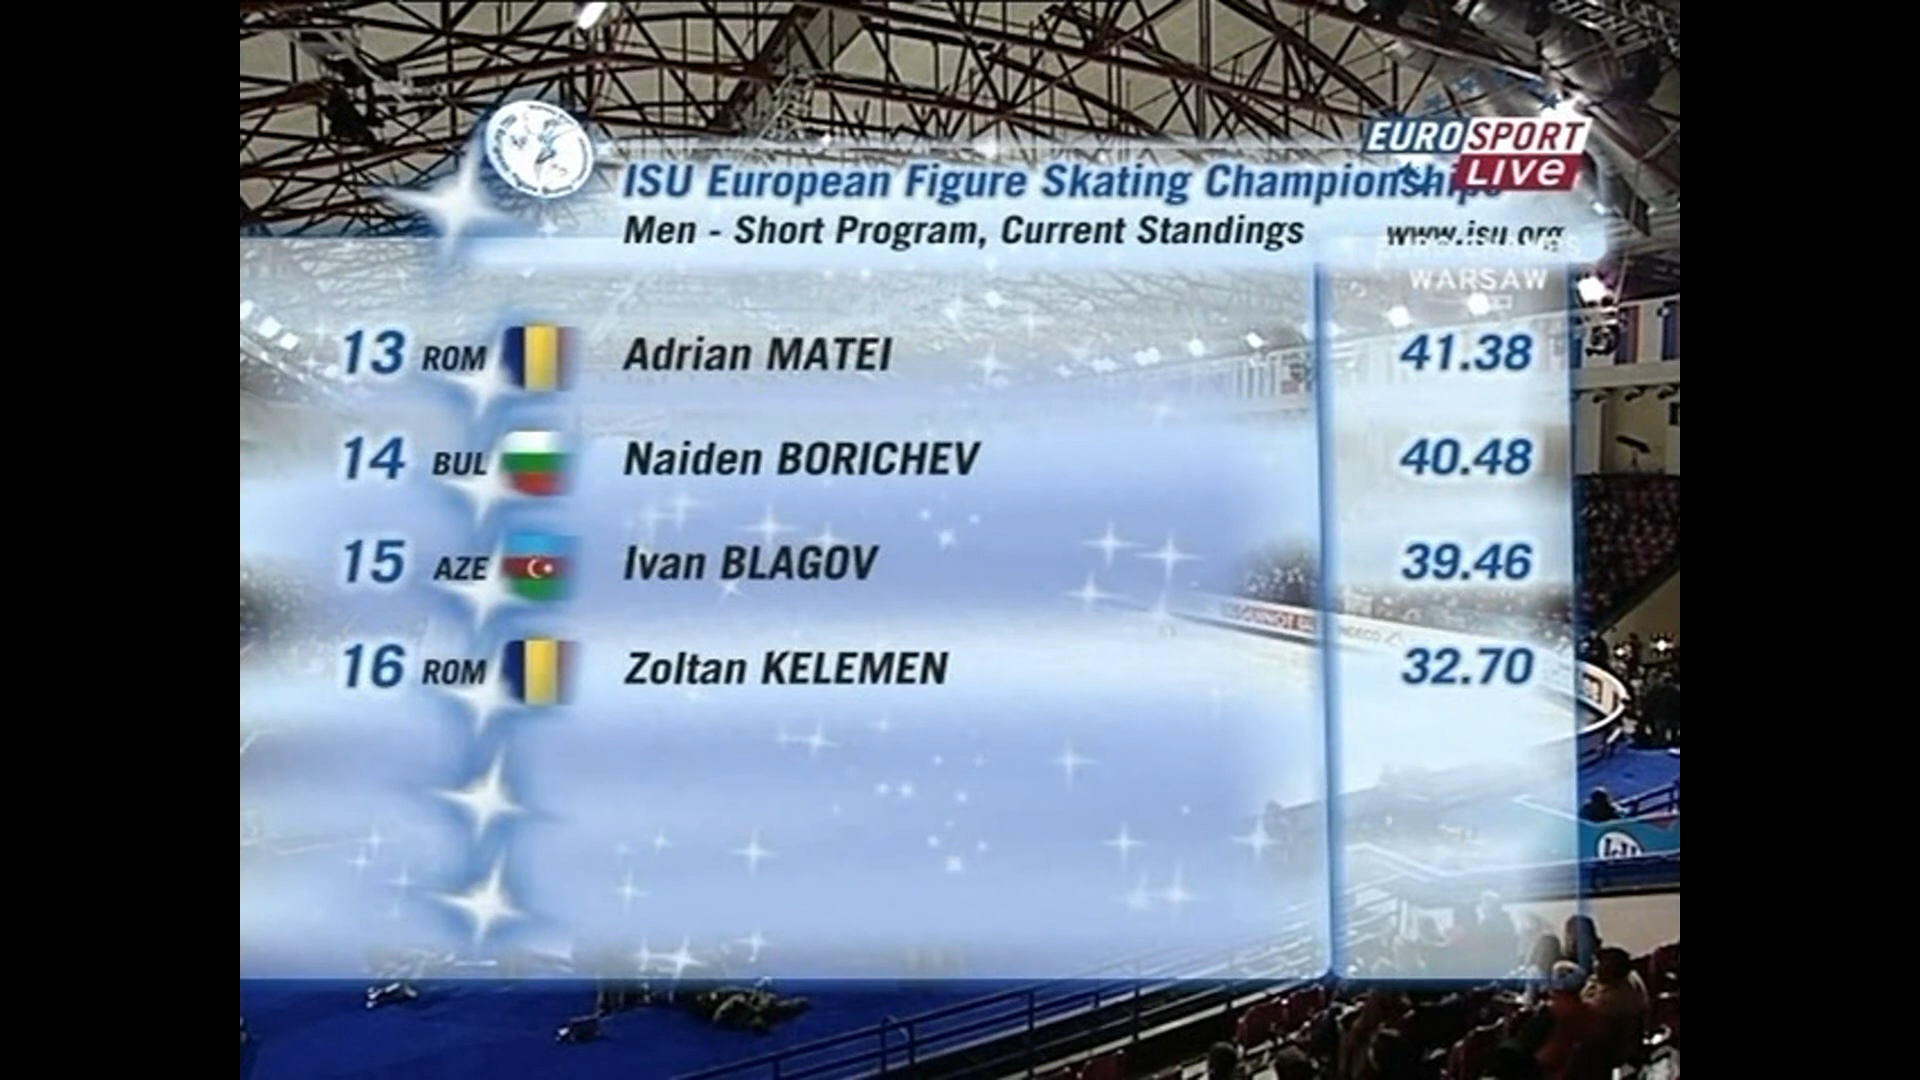 EUROSPORT
LIVE
ISU European Figure Skating Championships
Men - Short Program, Current Standings www.isu.org
WARSAW
13 ROM Adrian MATEI 41.38
14 BUL Naiden BORICHEV 40.48
15 AZE Ivan BLAGOV 39.46
16 ROM Zoltan KELEMEN 32.70